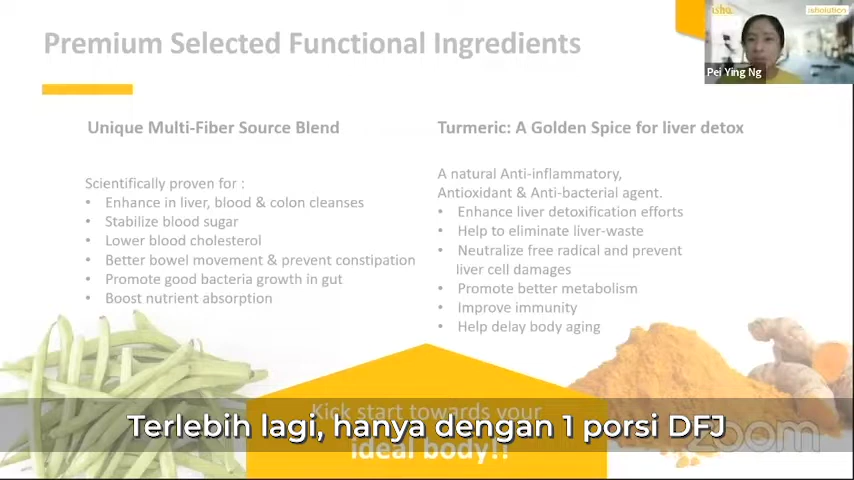 Premium Selected Functional Ingredients
isho.
isholution
Pei Ying Ng
Unique Multi-Fiber Source Blend
Scientifically proven for :
• Enhance in liver, blood & colon cleanses
• Stabilize blood sugar
• Lower blood cholesterol
• Better bowel movement & prevent constipation
• Promote good bacteria growth in gut
• Boost nutrient absorption
Turmeric: A Golden Spice for liver detox
A natural Anti-inflammatory,
Antioxidant & Anti-bacterial agent.
• Enhance liver detoxification efforts
• Help to eliminate liver-waste
• Neutralize free radical and prevent
liver cell damages
• Promote better metabolism
• Improve immunity
• Help delay body aging
Kick start towards your
ideal body!!
Terlebih lagi, hanya dengan 1 porsi DFJ
zoom